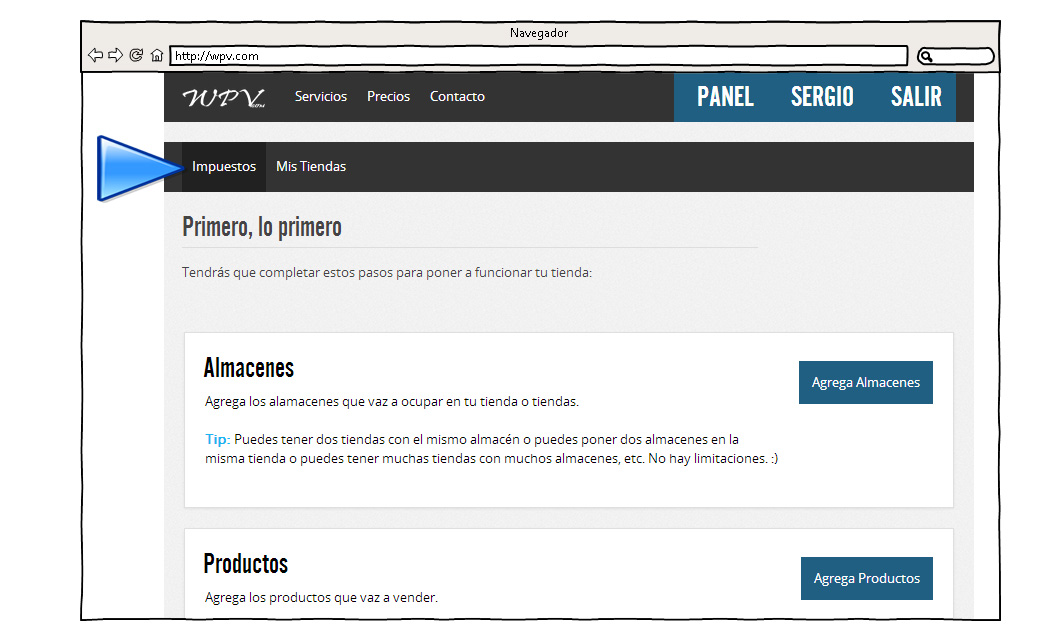 Navegador
http://wpv.com
WPV.com Servicios Precios Contacto PANEL SERGIO SALIR
Impuestos Mis Tiendas
Primero, lo primero
Tendrás que completar estos pasos para poner a funcionar tu tienda:
Almacenes
Agrega Almacenes
Agrega los alamacenes que vaz a ocupar en tu tienda o tiendas.
Tip: Puedes tener dos tiendas con el mismo almacén o puedes poner dos almacenes en la
misma tienda o puedes tener muchas tiendas con muchos almacenes, etc. No hay limitaciones. :)
Productos
Agrega Productos
Agrega los productos que vaz a vender.